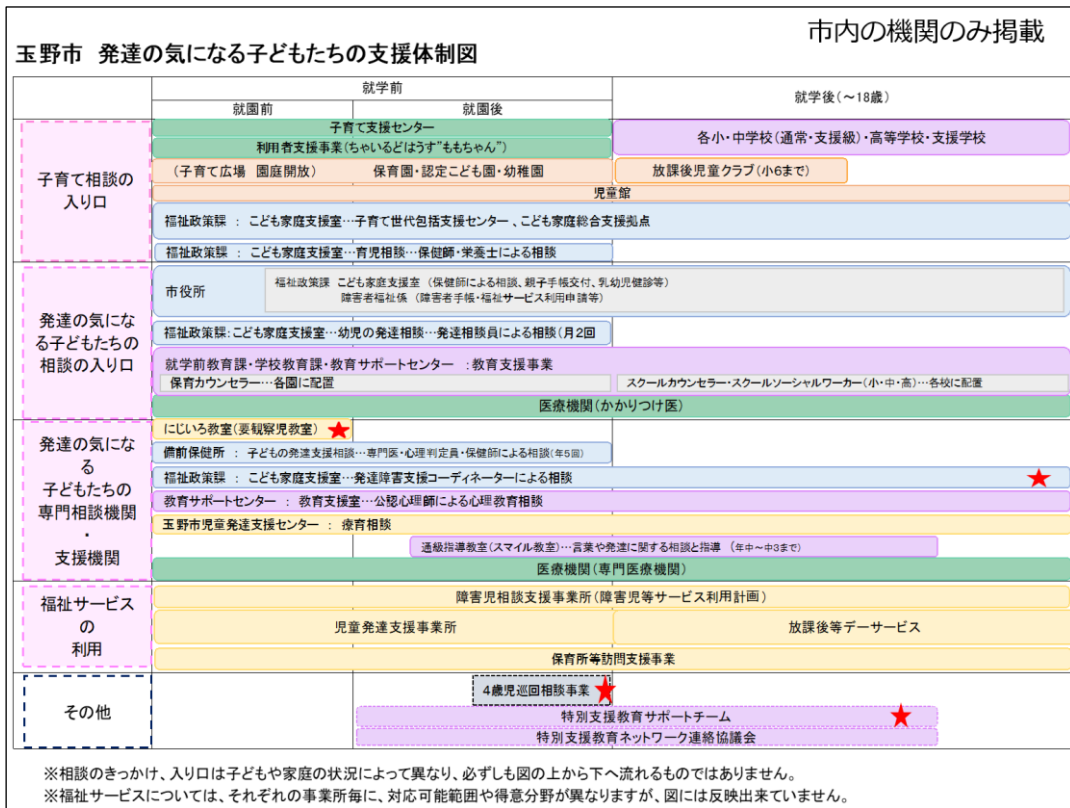 市内の機関のみ掲載
玉野市 発達の気になる子どもたちの支援体制図
就学前
就学後(～18歳)
就園前
就園後
子育て相談の
入り口
子育て支援センター
利用者支援事業(ちゃいるどはうす"ももちゃん")
各小・中学校(通常・支援級)・高等学校・支援学校
(子育て広場 園庭開放)
保育園・認定こども園・幼稚園
放課後児童クラブ(小6まで)
児童館
福祉政策課 : こども家庭支援室…子育て世代包括支援センター、こども家庭総合支援拠点
福祉政策課 : こども家庭支援室…育児相談…保健師・栄養士による相談
発達の気にな
る子どもたちの
相談の入り口
市役所
福祉政策課 こども家庭支援室 (保健師による相談、親子手帳交付、乳幼児健診等)
障害者福祉係 (障害者手帳・福祉サービス利用申請等)
福祉政策課:こども家庭支援室…幼児の発達相談…発達相談員による相談(月2回
就学前教育課・学校教育課・教育サポートセンター :教育支援事業
保育カウンセラー…各園に配置
スクールカウンセラー・スクールソーシャルワーカー(小・中・高)…各校に配置
医療機関(かかりつけ医)
発達の気にな
る
子どもたちの
専門相談機関
・
支援機関
にじいろ教室(要観察児教室)
備前保健所 : 子どもの発達支援相談…専門医・心理判定員・保健師による相談(年5回)
福祉政策課 : こども家庭支援室…発達障害支援コーディネーターによる相談
教育サポートセンター : 教育支援室…公認心理師による心理教育相談
玉野市児童発達支援センター : 療育相談
通級指導教室(スマイル教室)…言葉や発達に関する相談と指導 (年中～中3まで)
医療機関(専門医療機関)
福祉サービス
の
利用
障害児相談支援事業所(障害児等サービス利用計画)
児童発達支援事業所
放課後等デーサービス
保育所等訪問支援事業
その他
4歳児巡回相談事業
特別支援教育サポートチーム
特別支援教育ネットワーク連絡協議会
※相談のきっかけ、入り口は子どもや家庭の状況によって異なり、必ずしも図の上から下へ流れるものではありません。
※福祉サービスについては、それぞれの事業所毎に、対応可能範囲や得意分野が異なりますが、図には反映出来ていません。